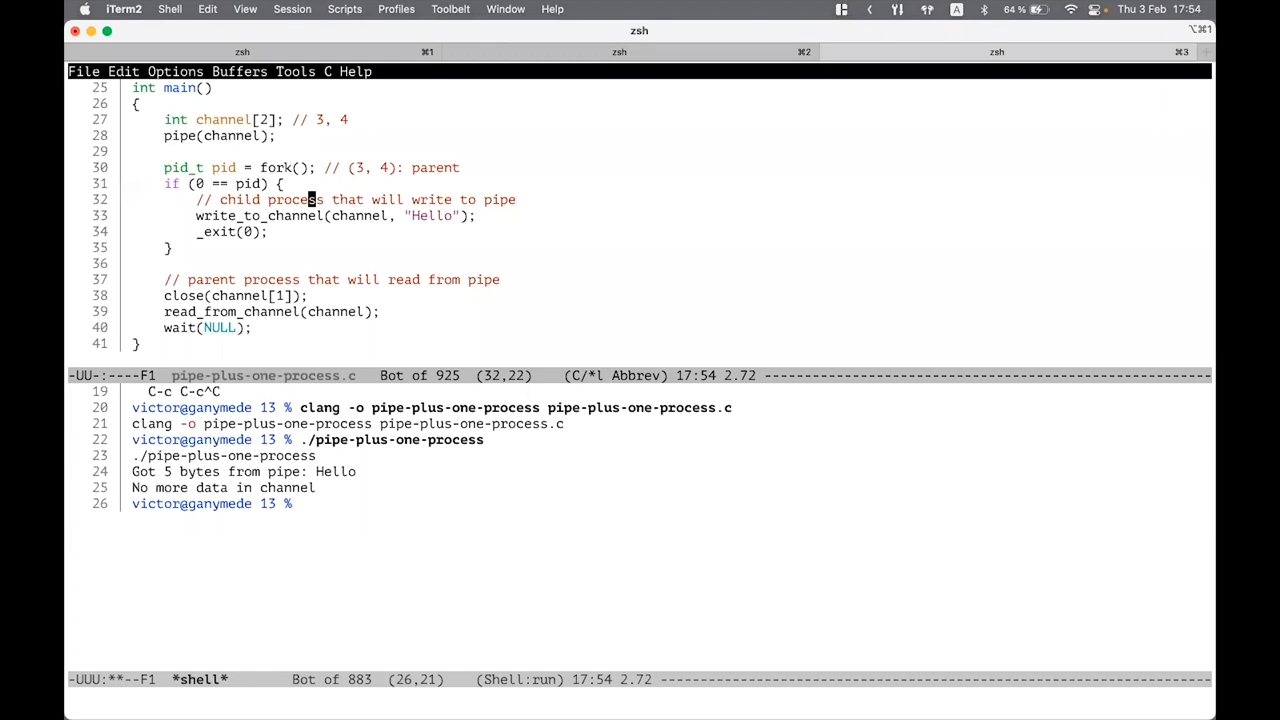 iTerm2 Shell Edit View Session Scripts Profiles Toolbelt Window Help A 64 % Thu 3 Feb 17:54
zsh ⌥⌘1
zsh ⌘1 zsh ⌘2 zsh ⌘3
File Edit Options Buffers Tools C Help
25 int main()
26 {
27 int channel[2]; // 3, 4
28 pipe(channel);
29
30 pid_t pid = fork(); // (3, 4): parent
31 if (0 == pid) {
32 // child process that will write to pipe
33 write_to_channel(channel, "Hello");
34 _exit(0);
35 }
36
37 // parent process that will read from pipe
38 close(channel[1]);
39 read_from_channel(channel);
40 wait(NULL);
41 }
-UU-:----F1 pipe-plus-one-process.c Bot of 925 (32,22) (C/*l Abbrev) 17:54 2.72 --------------------------------------------------------
19 C-c C-c^C
20 victor@ganymede 13 % clang -o pipe-plus-one-process pipe-plus-one-process.c
21 clang -o pipe-plus-one-process pipe-plus-one-process.c
22 victor@ganymede 13 % ./pipe-plus-one-process
23 ./pipe-plus-one-process
24 Got 5 bytes from pipe: Hello
25 No more data in channel
26 victor@ganymede 13 %
-UUU:**--F1 *shell* Bot of 883 (26,21) (Shell:run) 17:54 2.72 ---------------------------------------------------------------------